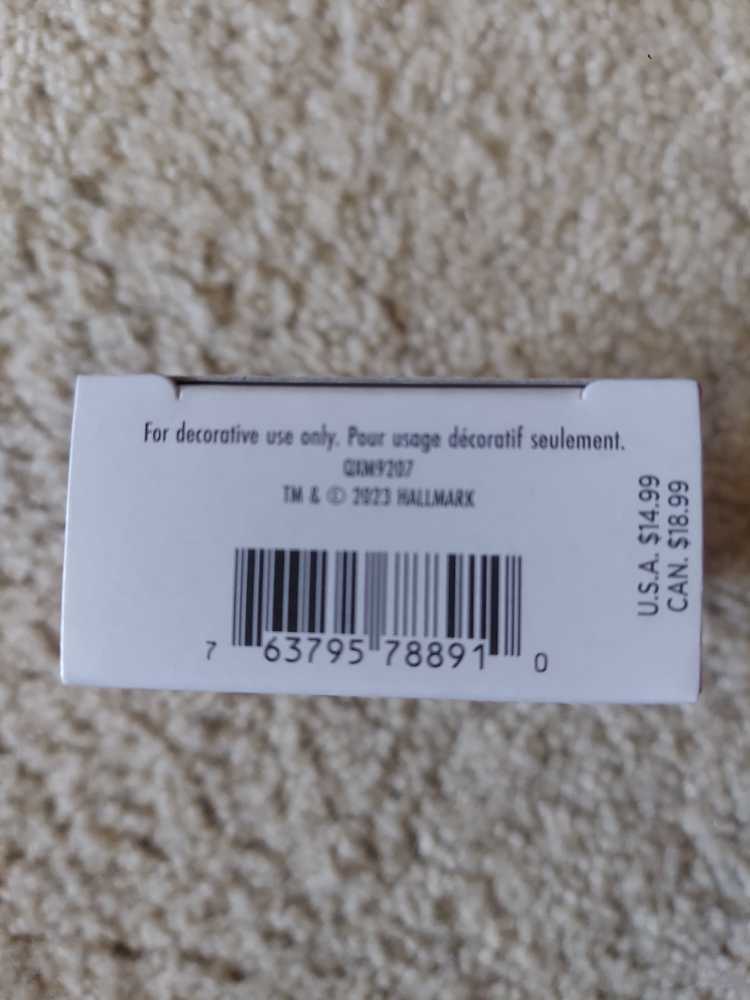 For decorative use only. Pour usage décoratif seulement.
QXM9207
TM & © 2023 HALLMARK
7 63795 78891 0
U.S.A. $14.99
CAN. $18.99